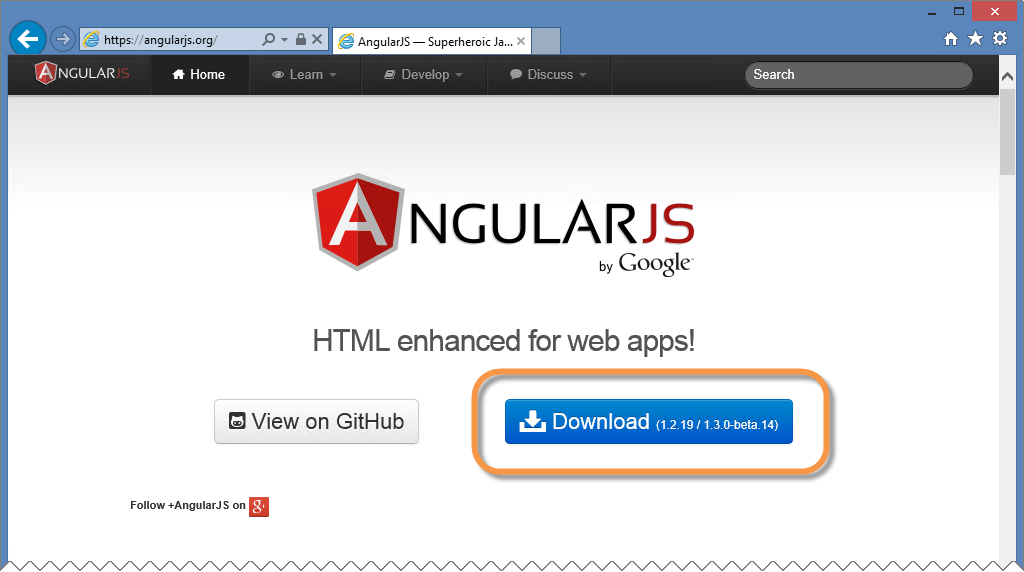 https://angularjs.org/
AngularJS — Superheroic Ja...
ANGULARJS
Home
Learn
Develop
Discuss
Search
ANGULARJS
by Google™
HTML enhanced for web apps!
View on GitHub
Download (1.2.19 / 1.3.0-beta.14)
Follow +AngularJS on g+